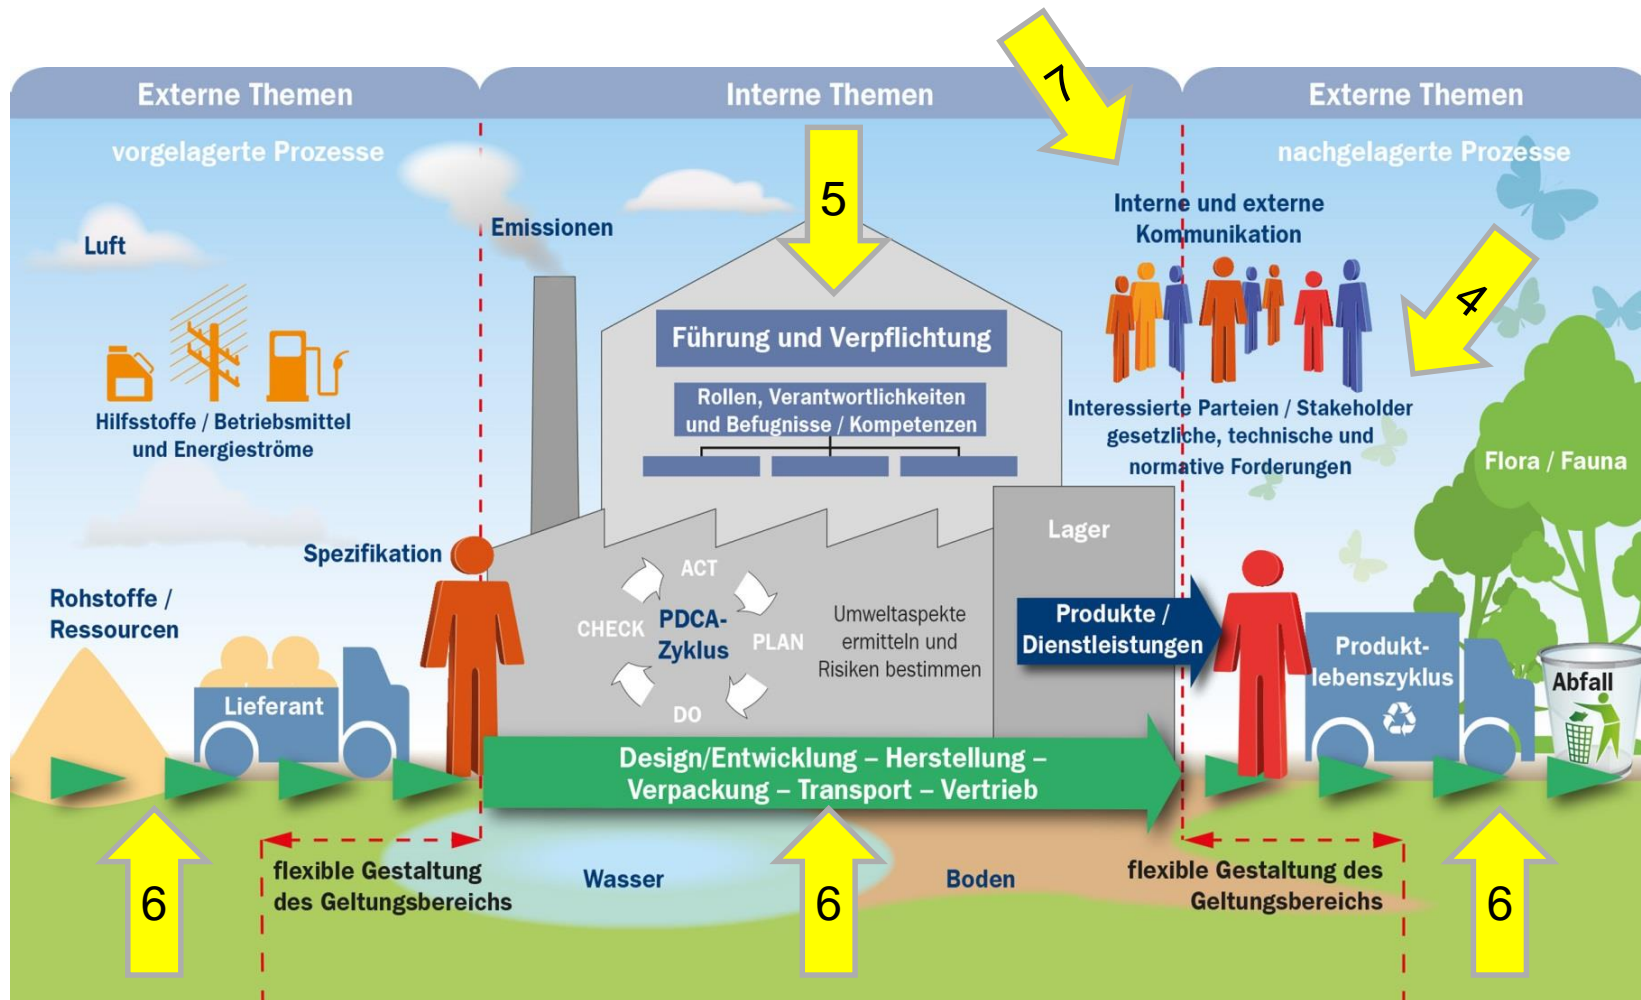 7
Externe Themen
Interne Themen
Externe Themen
vorgelagerte Prozesse
nachgelagerte Prozesse
5
Interne und externe
Kommunikation
Emissionen
Luft
4
Führung und Verpflichtung
Rollen, Verantwortlichkeiten
und Befugnisse / Kompetenzen
Interessierte Parteien / Stakeholder
gesetzliche, technische und
normative Forderungen
Hilfsstoffe / Betriebsmittel
und Energieströme
Flora / Fauna
Lager
Spezifikation
ACT
PDCA-
Zyklus
CHECK
PLAN
DO
Umweltaspekte
ermitteln und
Risiken bestimmen
Produkte /
Dienstleistungen
Rohstoffe /
Ressourcen
Lieferant
Produkt-
lebenszyklus
Abfall
Design/Entwicklung – Herstellung –
Verpackung – Transport – Vertrieb
flexible Gestaltung
des Geltungsbereichs
Wasser
Boden
flexible Gestaltung des
Geltungsbereichs
6
6
6